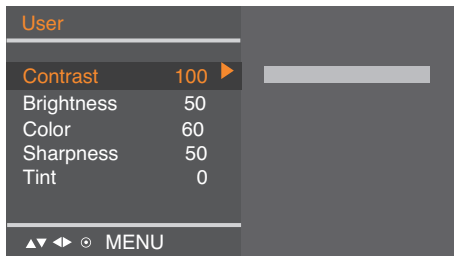 User
Contrast 100
Brightness 50
Color 60
Sharpness 50
Tint 0
MENU